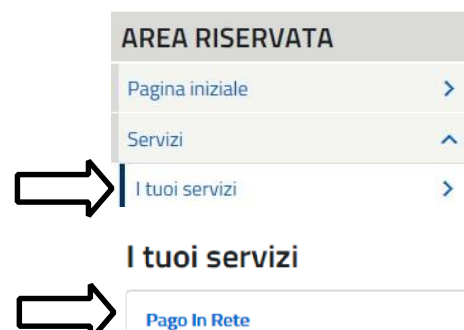 AREA RISERVATA
Pagina iniziale
Servizi
I tuoi servizi
I tuoi servizi
Pago In Rete